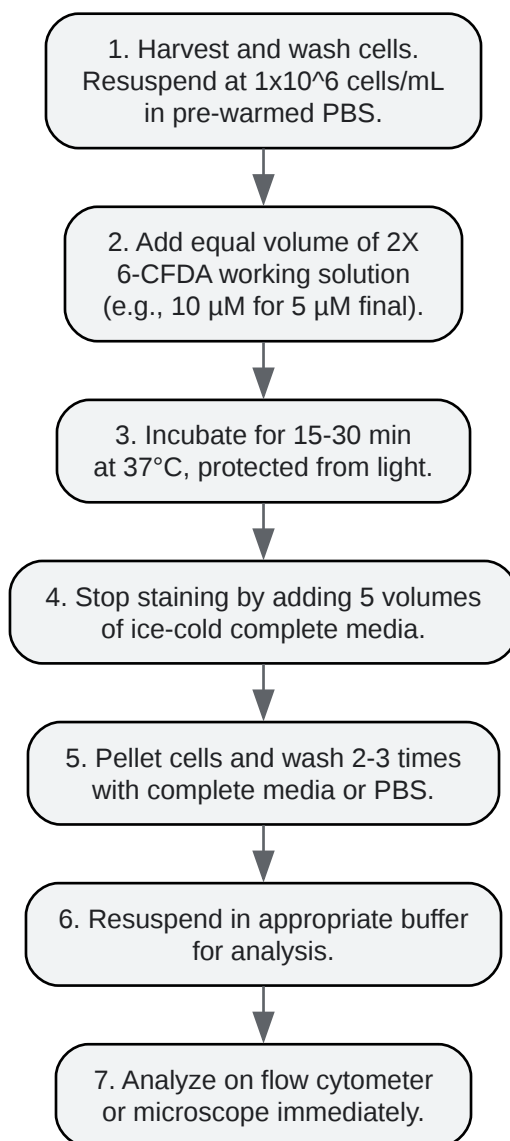 1. Harvest and wash cells.
Resuspend at 1x10^6 cells/mL
in pre-warmed PBS.
2. Add equal volume of 2X
6-CFDA working solution
(e.g., 10 µM for 5 µM final).
3. Incubate for 15-30 min
at 37°C, protected from light.
4. Stop staining by adding 5 volumes
of ice-cold complete media.
5. Pellet cells and wash 2-3 times
with complete media or PBS.
6. Resuspend in appropriate buffer
for analysis.
7. Analyze on flow cytometer
or microscope immediately.